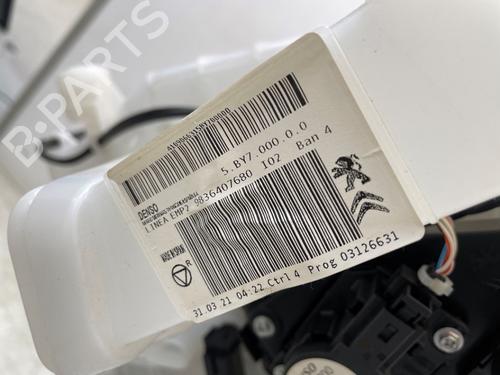 B-PARTS
S.BY7.000.0.0
DENSO
LINEA EMP2 9836407680 102 Ban 4
R
31.03.21 04:22 Ctrl 4 Prog 03126631
DENSO